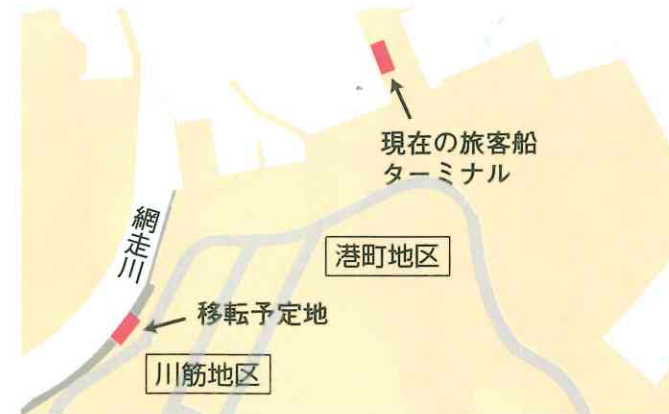 現在の旅客船
ターミナル
網走川
港町地区
移転予定地
川筋地区